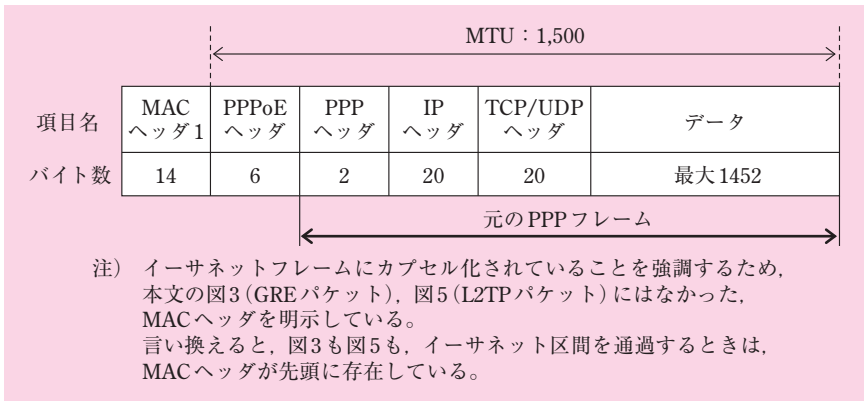 MTU：1,500
項目名
MAC
ヘッダ1
PPPoE
ヘッダ
PPP
ヘッダ
IP
ヘッダ
TCP/UDP
ヘッダ
データ
バイト数 14 6 2 20 20 最大1452
元のPPPフレーム
注） イーサネットフレームにカプセル化されていることを強調するため，
本文の図3（GREパケット），図5（L2TPパケット）にはなかった，
MACヘッダを明示している。
言い換えると，図3も図5も，イーサネット区間を通過するときは，
MACヘッダが先頭に存在している。